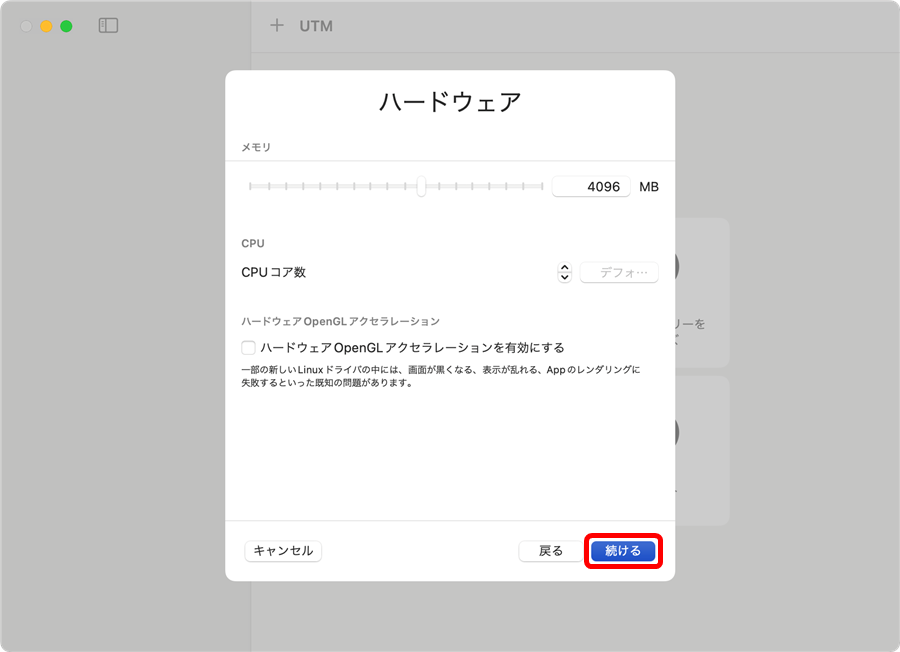 UTM
ハードウェア
メモリ
4096 MB
CPU
CPUコア数
デフォ…
ハードウェアOpenGLアクセラレーション
ハードウェアOpenGLアクセラレーションを有効にする
一部の新しいLinuxドライバの中には、画面が黒くなる、表示が乱れる、Appのレンダリングに
失敗するといった既知の問題があります。
リーを
キャンセル
戻る
続ける